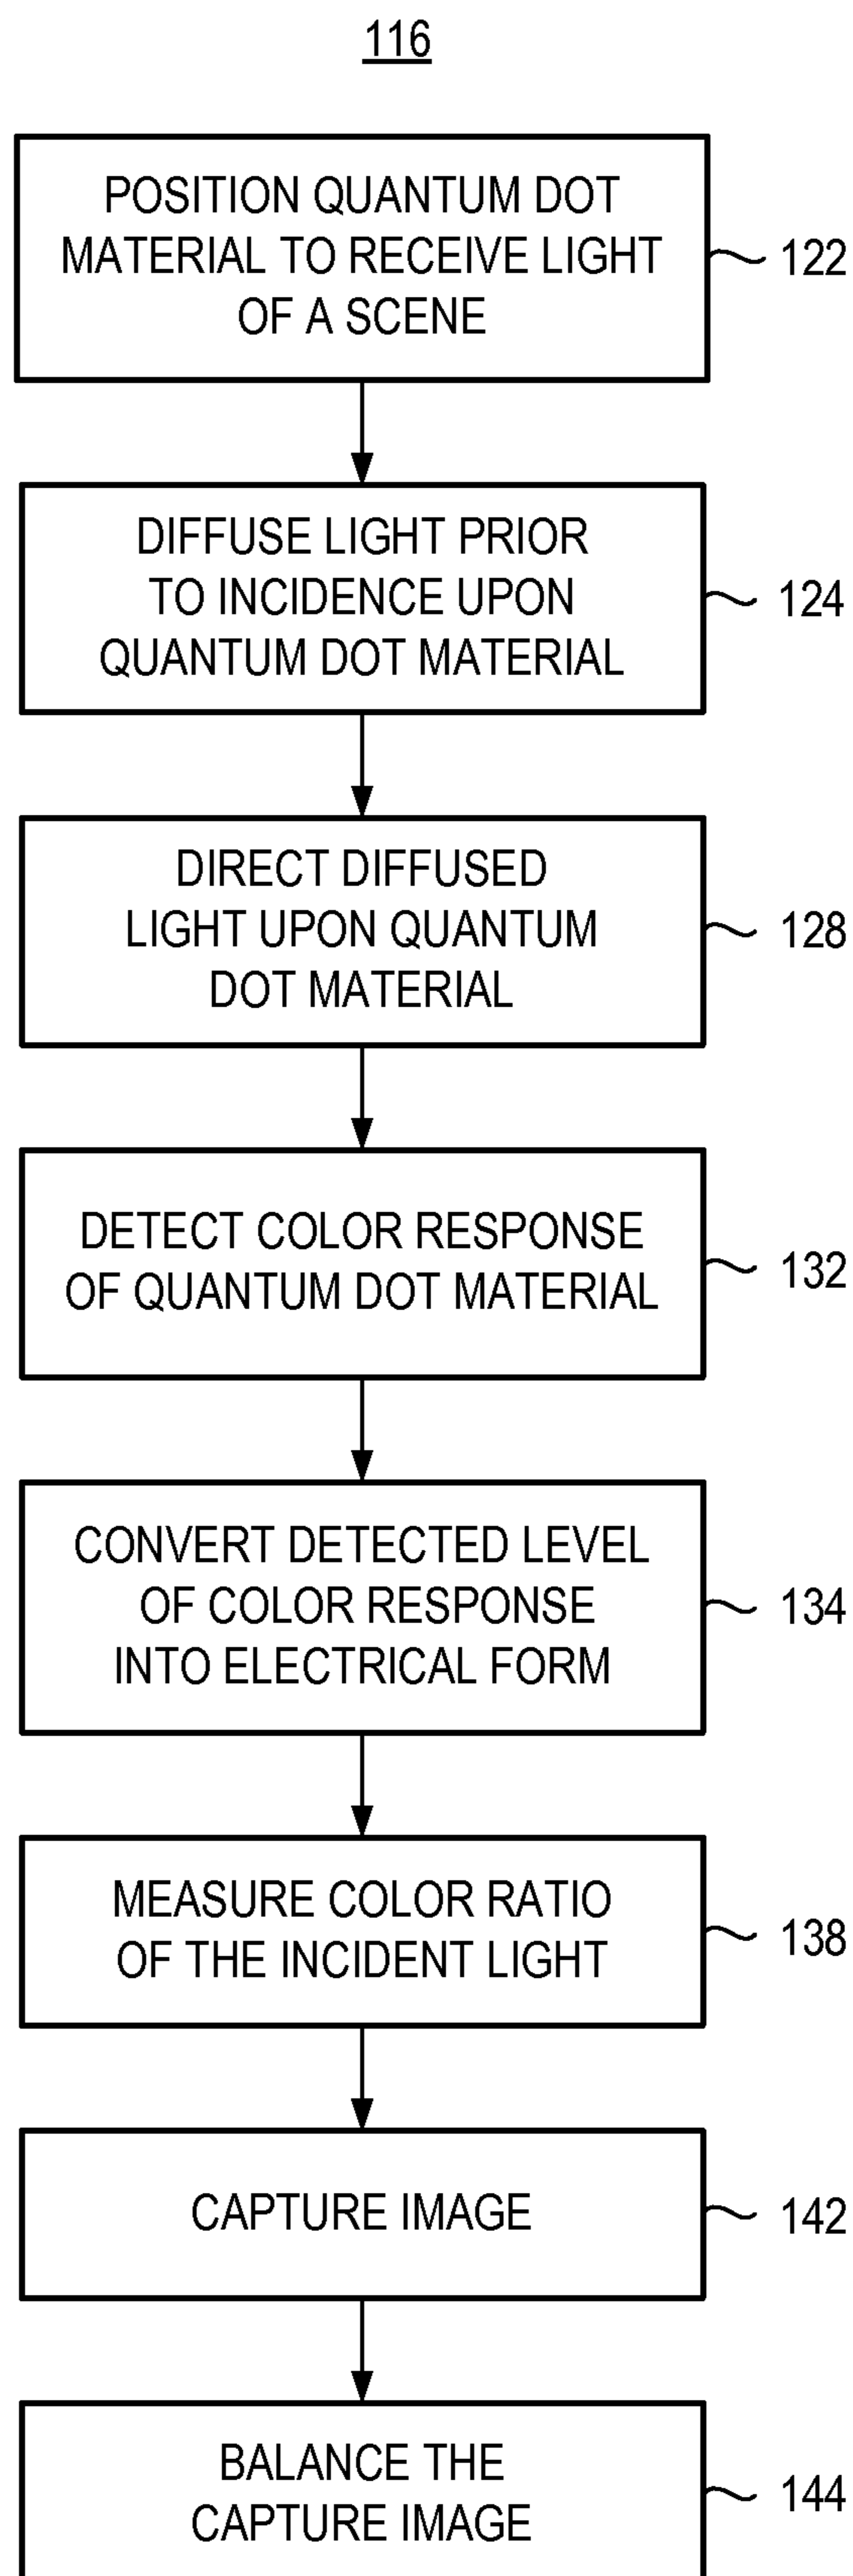 116
POSITION QUANTUM DOT
MATERIAL TO RECEIVE LIGHT
OF A SCENE
122
DIFFUSE LIGHT PRIOR
TO INCIDENCE UPON
QUANTUM DOT MATERIAL
124
DIRECT DIFFUSED
LIGHT UPON QUANTUM
DOT MATERIAL
128
DETECT COLOR RESPONSE
OF QUANTUM DOT MATERIAL
132
CONVERT DETECTED LEVEL
OF COLOR RESPONSE
INTO ELECTRICAL FORM
134
MEASURE COLOR RATIO
OF THE INCIDENT LIGHT
138
CAPTURE IMAGE
142
BALANCE THE
CAPTURE IMAGE
144